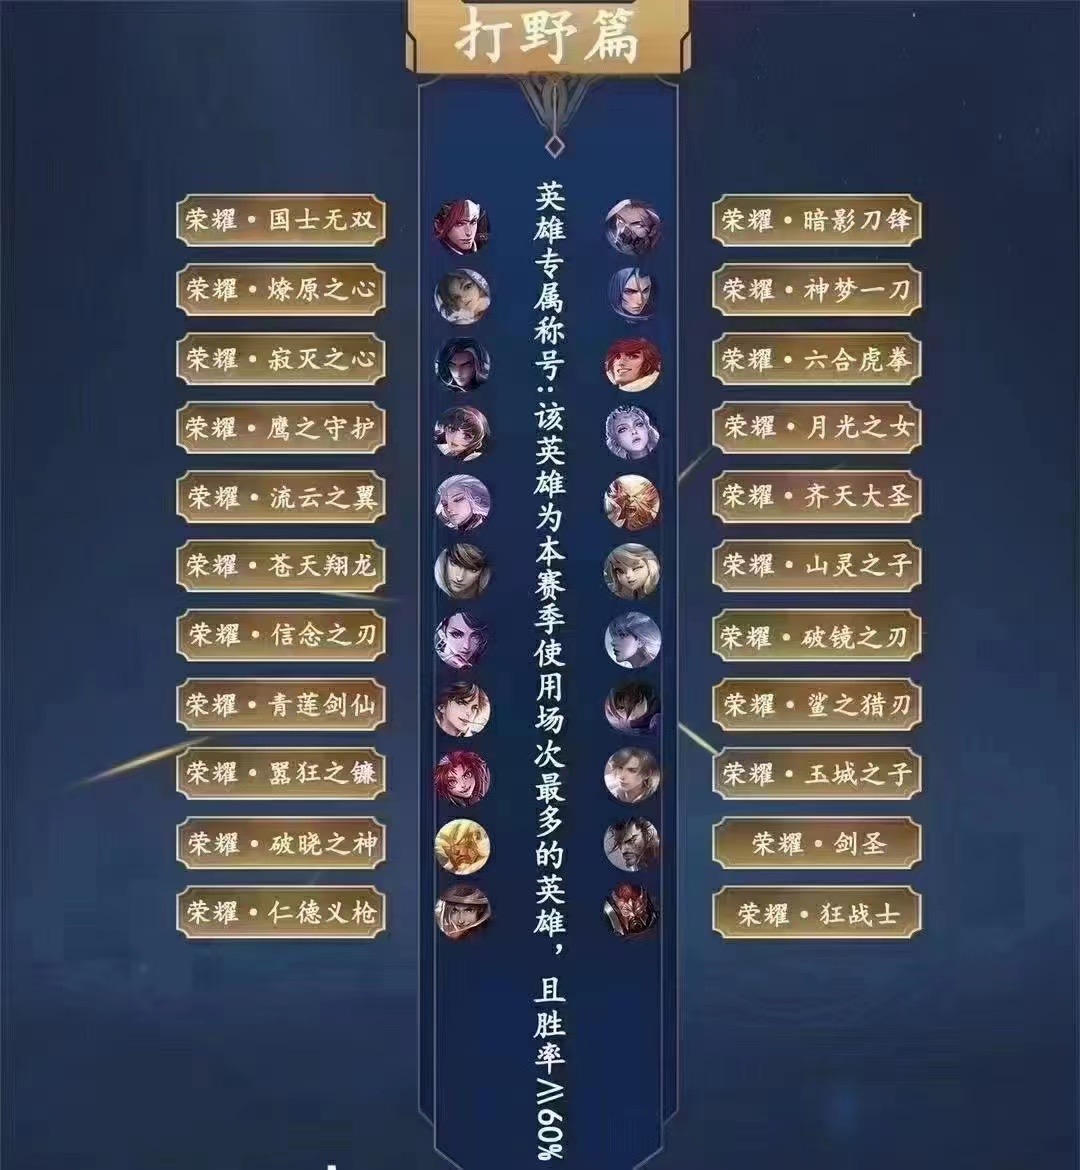 打野篇
荣耀·国士无双
荣耀·燎原之心
荣耀·寂灭之心
荣耀·鹰之守护
荣耀·流云之翼
荣耀·苍天翔龙
荣耀·信念之刃
荣耀·青莲剑仙
荣耀·嚣狂之镰
荣耀·破晓之神
荣耀·仁德义枪
英雄专属称号：该英雄为本赛季使用场次最多的英雄，且胜率≥60%
荣耀·暗影刀锋
荣耀·神梦一刀
荣耀·六合虎拳
荣耀·月光之女
荣耀·齐天大圣
荣耀·山灵之子
荣耀·破镜之刃
荣耀·鲨之猎刃
荣耀·玉城之子
荣耀·剑圣
荣耀·狂战士